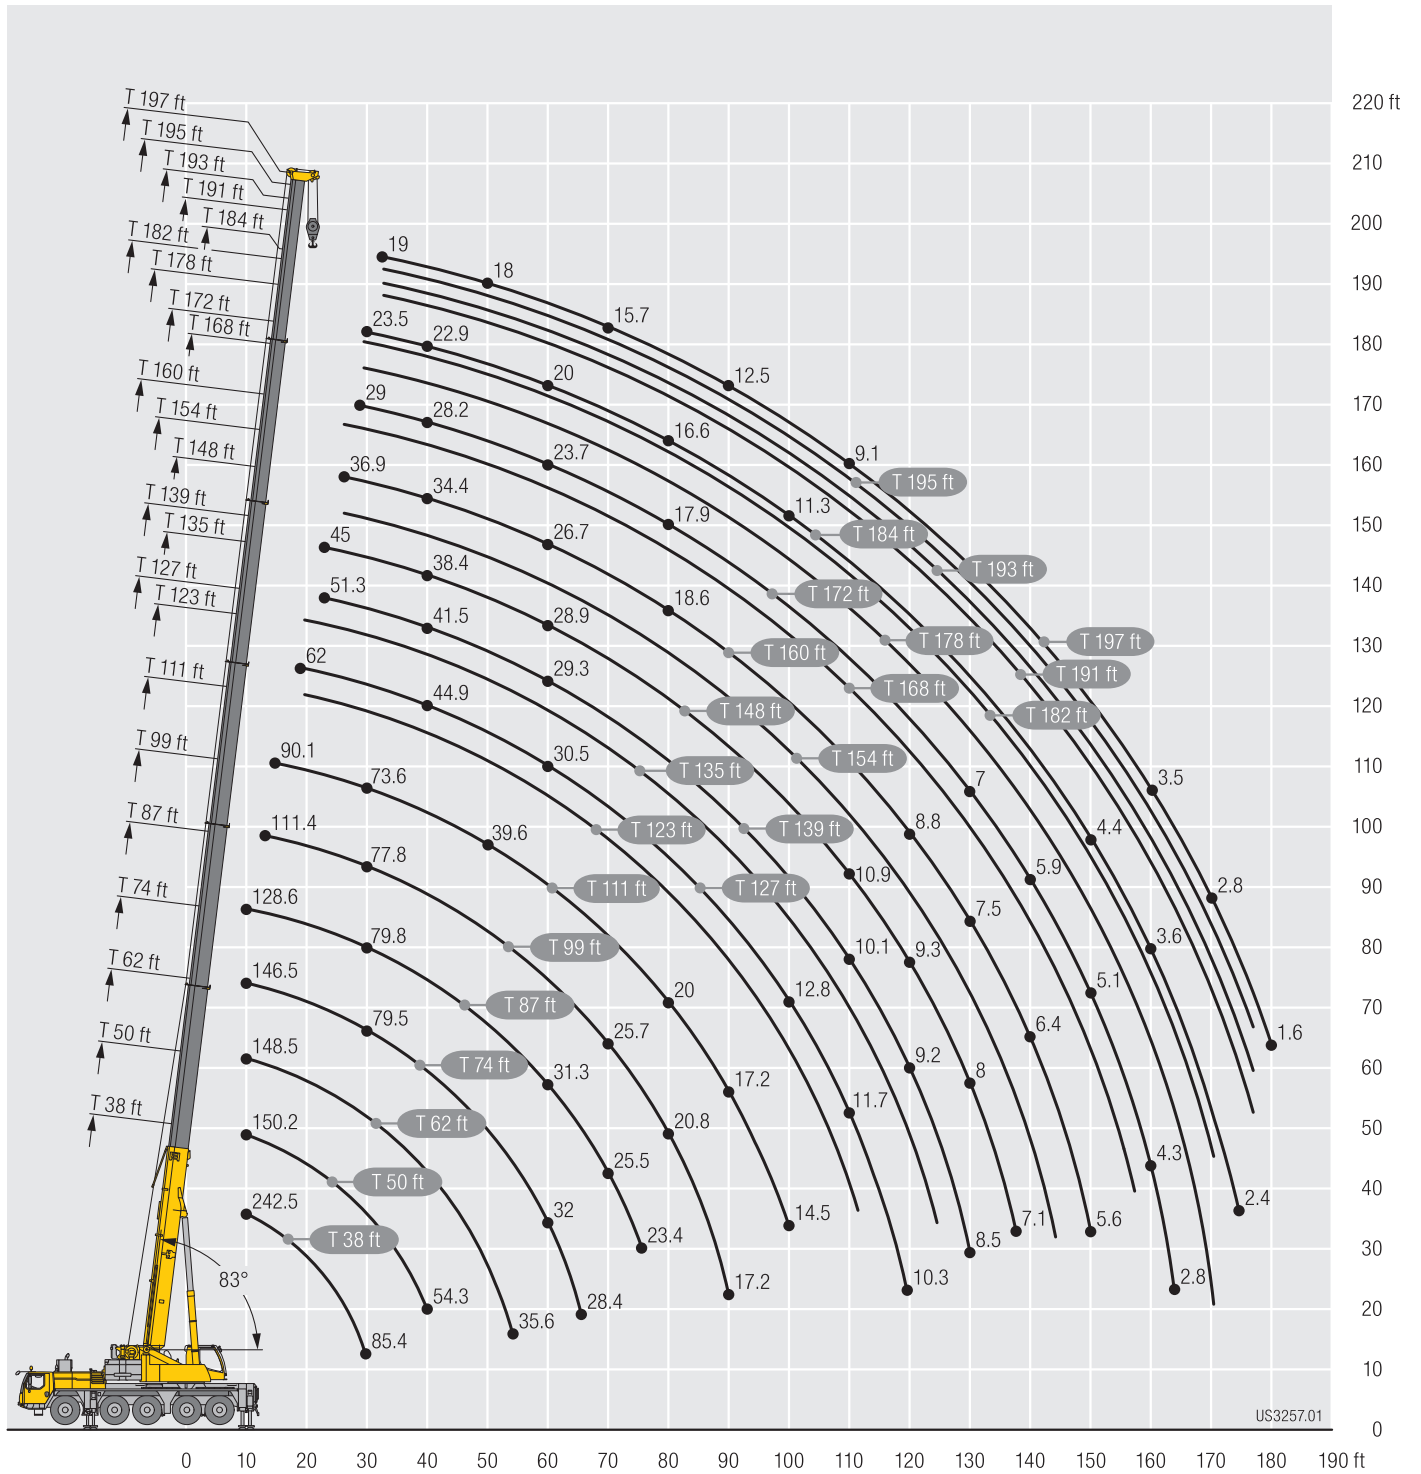 T 197 ft
T 195 ft
T 193 ft
T 191 ft
T 184 ft
T 182 ft
T 178 ft
T 172 ft
T 168 ft
T 160 ft
T 154 ft
T 148 ft
T 139 ft
T 135 ft
T 127 ft
T 123 ft
T 111 ft
T 99 ft
T 87 ft
T 74 ft
T 62 ft
T 50 ft
T 38 ft
83°
19 18 15.7 12.5 9.1 3.5 2.8 1.6
23.5 22.9 20 16.6 11.3 4.4 3.6 2.4
29 28.2 23.7 17.9 7 5.9 5.1 4.3 2.8
36.9 34.4 26.7 18.6 8.8 7.5 6.4 5.6
45 38.4 28.9 10.9 9.3 8 7.1
51.3 41.5 29.3 10.1 9.2 8.5
62 44.9 30.5 12.8 11.7 10.3
90.1 73.6 39.6 20 17.2 14.5
111.4 77.8 25.7 20.8 17.2
128.6 79.8 31.3 25.5 23.4
146.5 79.5 32 28.4
148.5 35.6
150.2 54.3
242.5 85.4
T 195 ft
T 184 ft
T 193 ft
T 172 ft
T 178 ft
T 197 ft
T 160 ft
T 191 ft
T 168 ft
T 148 ft
T 182 ft
T 154 ft
T 135 ft
T 123 ft
T 139 ft
T 111 ft
T 127 ft
T 99 ft
T 87 ft
T 74 ft
T 62 ft
T 50 ft
T 38 ft
220 ft
210
200
190
180
170
160
150
140
130
120
110
100
90
80
70
60
50
40
30
20
10
0
US3257.01
0 10 20 30 40 50 60 70 80 90 100 110 120 130 140 150 160 170 180 190 ft